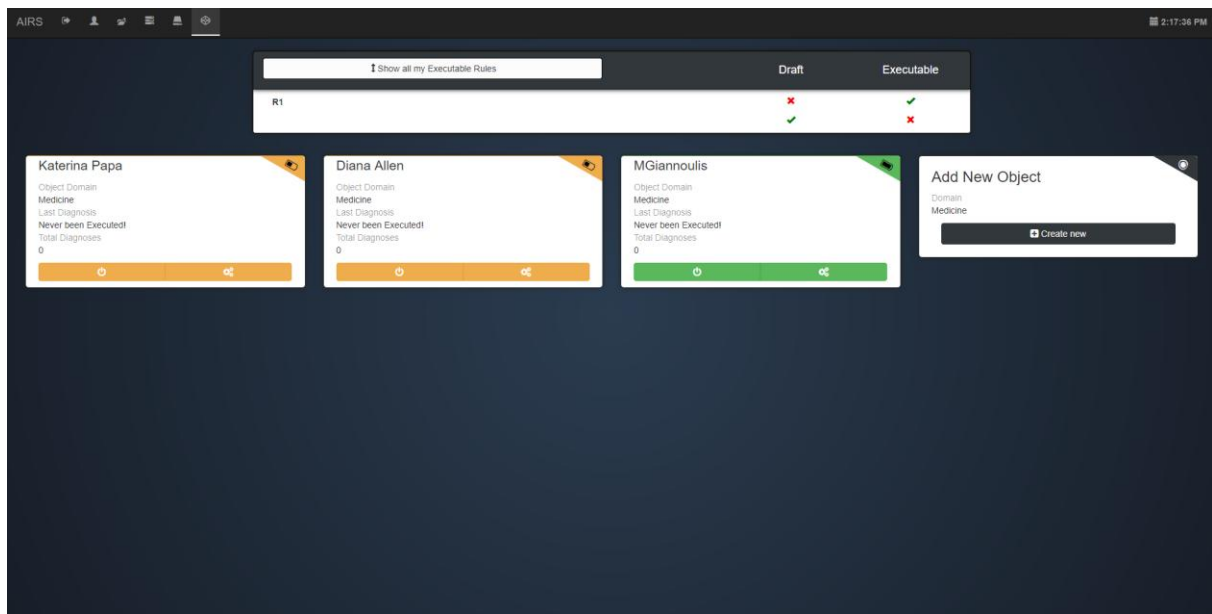 AIRS 2:17:36 PM
Show all my Executable Rules Draft Executable
R1
Katerina Papa
Object Domain
Medicine
Last Diagnosis
Never been Executed!
Total Diagnoses
0
Diana Allen
Object Domain
Medicine
Last Diagnosis
Never been Executed!
Total Diagnoses
0
MGiannoulis
Object Domain
Medicine
Last Diagnosis
Never been Executed!
Total Diagnoses
0
Add New Object
Domain
Medicine
Create new